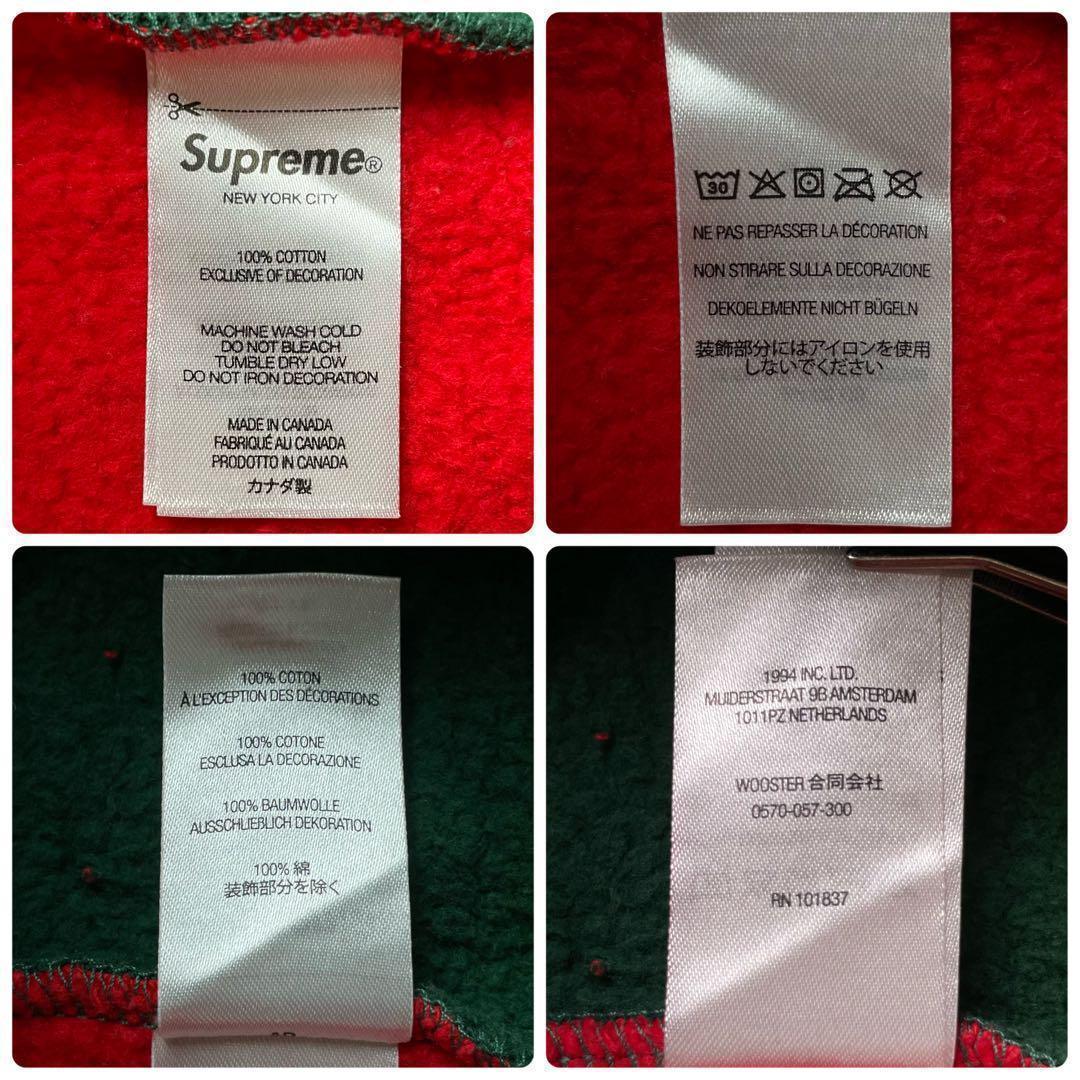 Supreme®
NEW YORK CITY
100% COTTON
EXCLUSIVE OF DECORATION
MACHINE WASH COLD
DO NOT BLEACH
TUMBLE DRY LOW
DO NOT IRON DECORATION
MADE IN CANADA
FABRIQUÉ AU CANADA
PRODOTTO IN CANADA
カナダ製
30
NE PAS REPASSER LA DÉCORATION
NON STIRARE SULLA DECORAZIONE
DEKOELEMENTE NICHT BÜGELN
装飾部分にはアイロンを使用
しないでください
100% COTON
À L'EXCEPTION DES DÉCORATIONS
100% COTONE
ESCLUSA LA DECORAZIONE
100% BAUMWOLLE
AUSSCHLIEBLICH DEKORATION
100% 綿
装飾部分を除く
1994 INC. LTD.
MUIDERSTRAAT 9B AMSTERDAM
1011PZ NETHERLANDS
WOOSTER 合同会社
0570-057-300
RN 101837